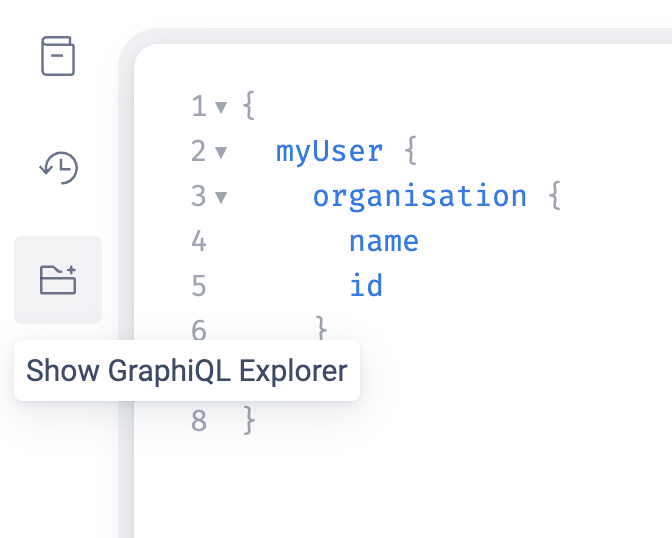 1 ▼ {
2 ▼ myUser {
3 ▼ organisation {
4 name
5 id
6 }
Show GraphiQL Explorer
8 }